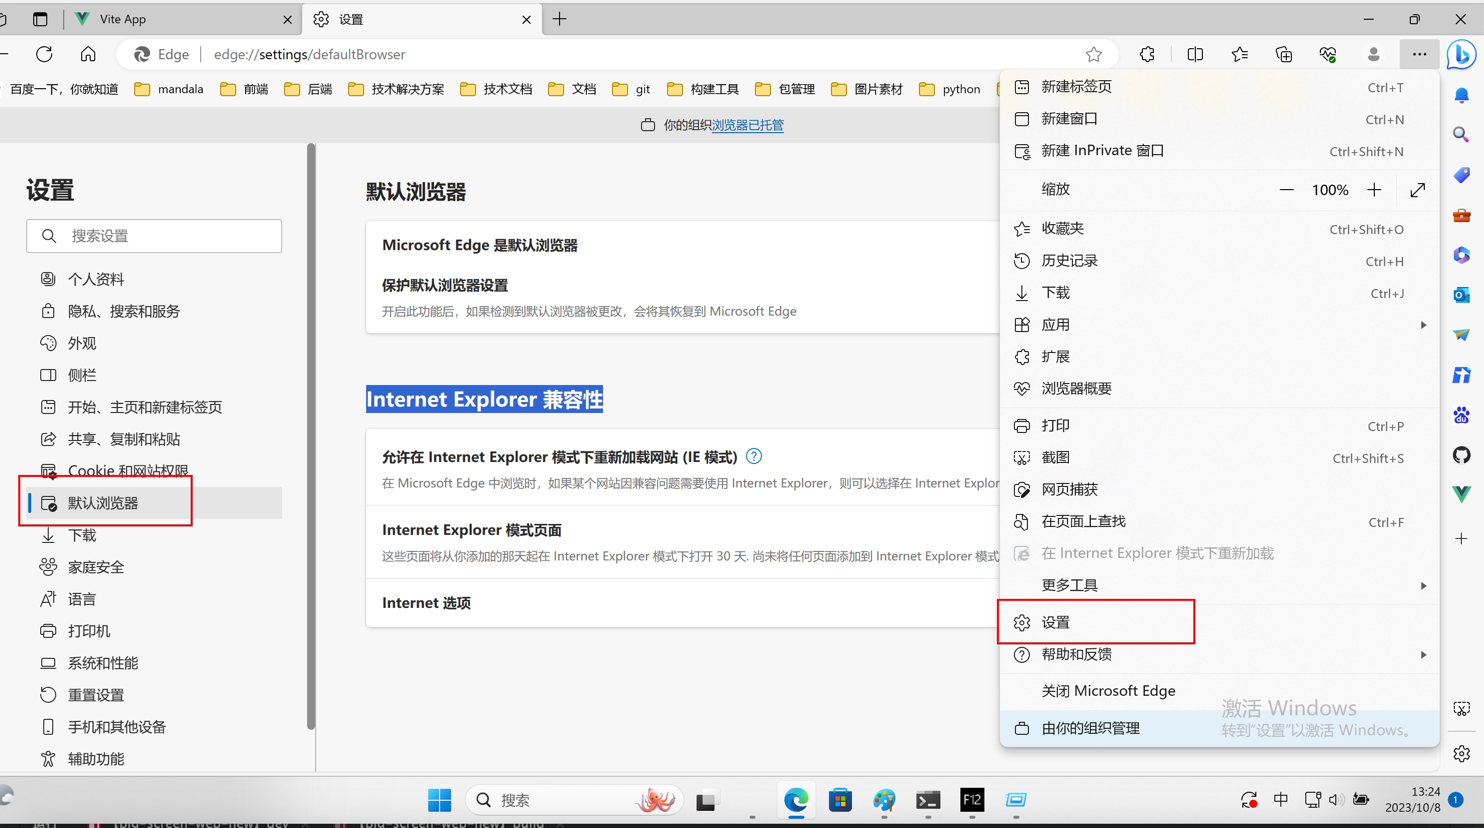 Vite App
设置
Edge
edge://settings/defaultBrowser
百度一下，你就知道
mandala
前端
后端
技术解决方案
技术文档
文档
git
构建工具
包管理
图片素材
python
你的组织浏览器已托管
设置
搜索设置
个人资料
隐私、搜索和服务
外观
侧栏
开始、主页和新建标签页
共享、复制和粘贴
Cookie 和网站权限
默认浏览器
下载
家庭安全
语言
打印机
系统和性能
重置设置
手机和其他设备
辅助功能
默认浏览器
Microsoft Edge 是默认浏览器
保护默认浏览器设置
开启此功能后，如果检测到默认浏览器被更改，会将其恢复到 Microsoft Edge
Internet Explorer 兼容性
允许在 Internet Explorer 模式下重新加载网站 (IE 模式)
在 Microsoft Edge 中浏览时，如果某个网站因兼容问题需要使用 Internet Explorer，则可以选择在 Internet Explor
Internet Explorer 模式页面
这些页面将从你添加的那天起在 Internet Explorer 模式下打开 30 天. 尚未将任何页面添加到 Internet Explorer 模式
Internet 选项
新建标签页 Ctrl+T
新建窗口 Ctrl+N
新建 InPrivate 窗口 Ctrl+Shift+N
缩放 100%
收藏夹 Ctrl+Shift+O
历史记录 Ctrl+H
下载 Ctrl+J
应用
扩展
浏览器概要
打印 Ctrl+P
截图 Ctrl+Shift+S
网页捕获
在页面上查找 Ctrl+F
在 Internet Explorer 模式下重新加载
更多工具
设置
帮助和反馈
关闭 Microsoft Edge
由你的组织管理
激活 Windows
转到"设置"以激活 Windows。
搜索
F12
中
13:24
2023/10/8
1